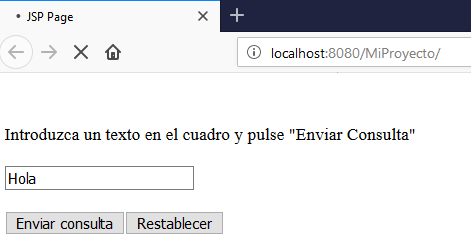 JSP Page
localhost:8080/MiProyecto/
Introduzca un texto en el cuadro y pulse "Enviar Consulta"
Hola
Enviar consulta Restablecer